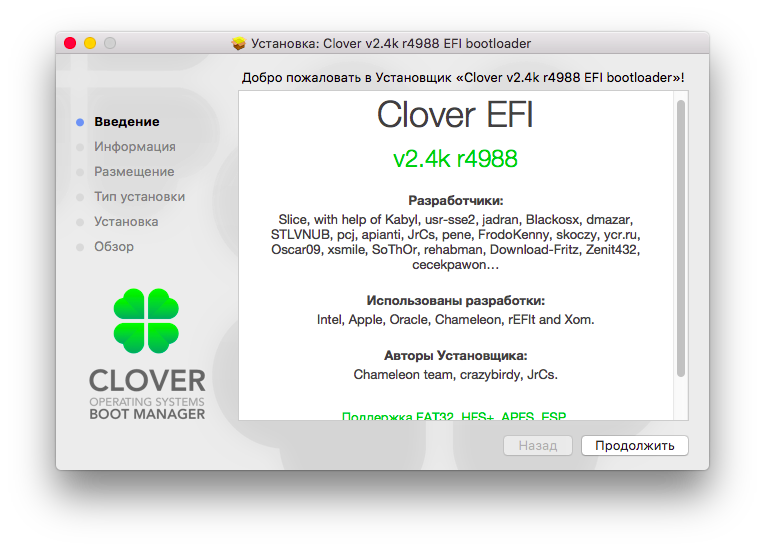 Установка: Clover v2.4k r4988 EFI bootloader
Добро пожаловать в Установщик «Clover v2.4k r4988 EFI bootloader»!
Введение
Информация
Размещение
Тип установки
Установка
Обзор
CLOVER
OPERATING SYSTEMS
BOOT MANAGER
Clover EFI
v2.4k r4988
Разработчики:
Slice, with help of Kabyl, usr-sse2, jadran, Blackosx, dmazar,
STLVNUB, pcj, apianti, JrCs, pene, FrodoKenny, skoczy, ycr.ru,
Oscar09, xsmile, SoThOr, rehabman, Download-Fritz, Zenit432,
cecekpawon...
Использованы разработки:
Intel, Apple, Oracle, Chameleon, rEFIt and Xom.
Авторы Установщика:
Chameleon team, crazybirdy, JrCs.
Поддержка FAT32, HFS+, APFS, ESP
Назад
Продолжить